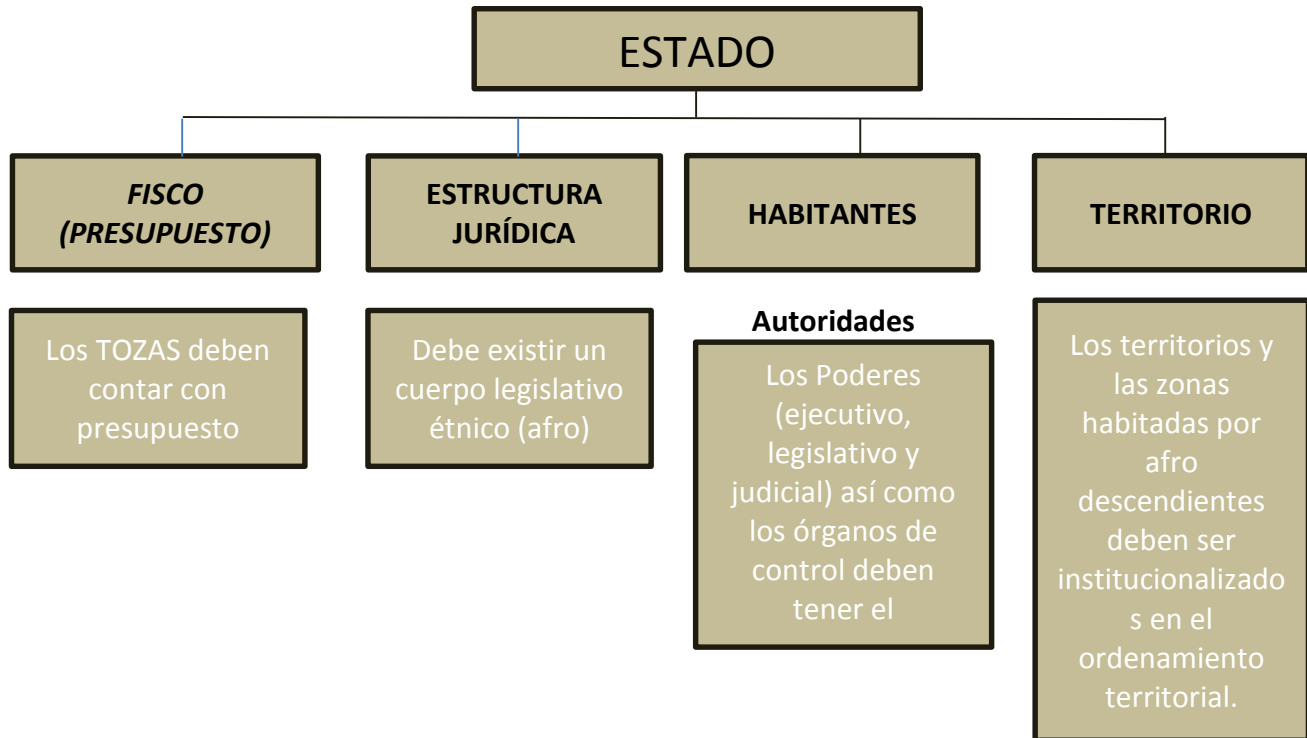 ESTADO
FISCO
(PRESUPUESTO)
ESTRUCTURA
JURÍDICA
HABITANTES
TERRITORIO
Los TOZAS deben
contar con
presupuesto
Debe existir un
cuerpo legislativo
étnico (afro)
Autoridades
Los Poderes
(ejecutivo,
legislativo y
judicial) así como
los órganos de
control deben
tener el
Los territorios y
las zonas
habitadas por
afro
descendientes
deben ser
institucionalizado
s en el
ordenamiento
territorial.